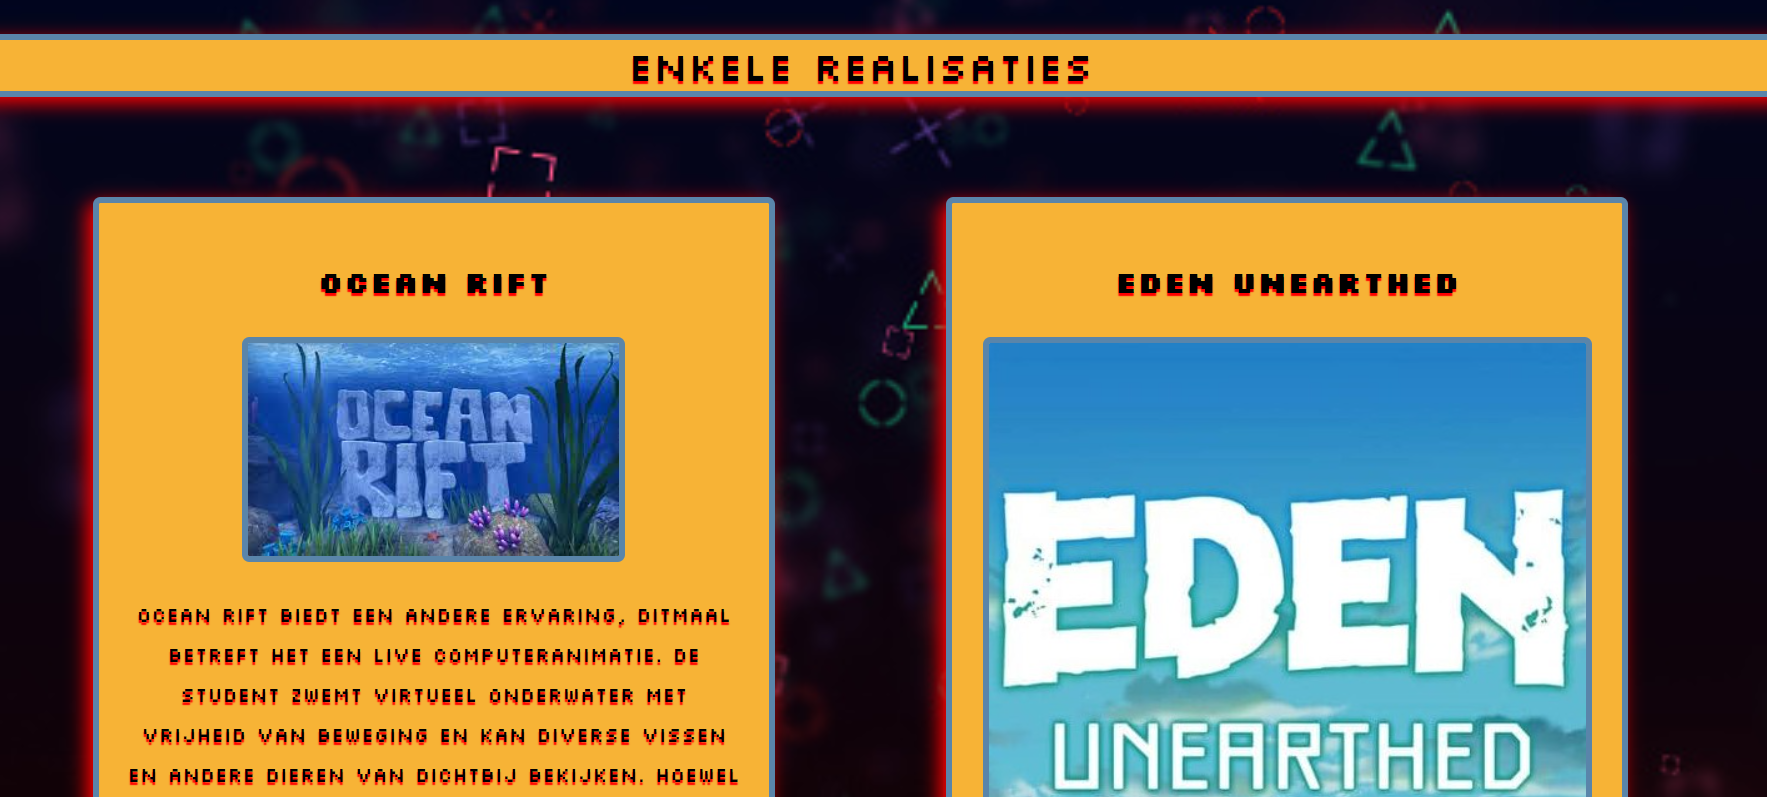 ENKELE REALISATIES
OCEAN RIFT
OCEAN
RIFT
OCEAN RIFT BIEDT EEN ANDERE ERVARING, DITMAAL
BETREFT HET EEN LIVE COMPUTERANIMATIE. DE
STUDENT ZWEMT VIRTUEEL ONDERWATER MET
VRIJHEID VAN BEWEGING EN KAN DIVERSE VISSEN
EN ANDERE DIEREN VAN DICHTBIJ BEKIJKEN. HOEWEL
EDEN UNEARTHED
EDEN
UNEARTHED